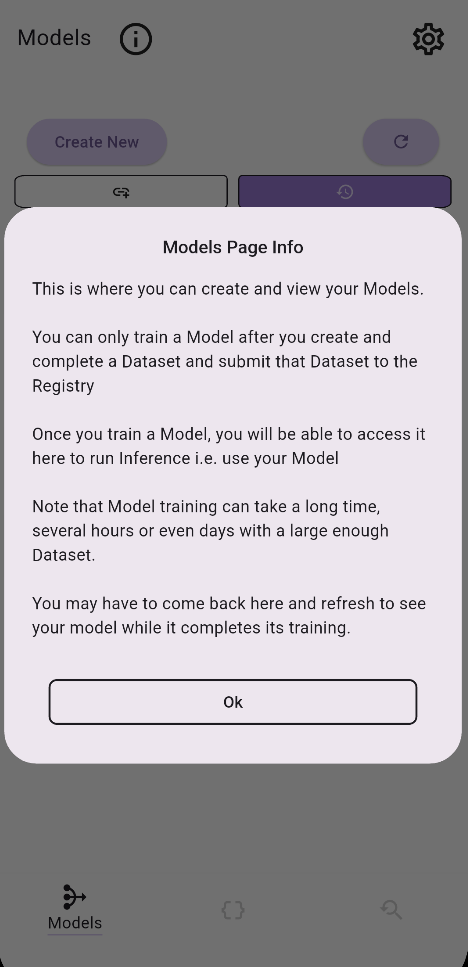 Models
Create New
Models Page Info
This is where you can create and view your Models.
You can only train a Model after you create and
complete a Dataset and submit that Dataset to the
Registry
Once you train a Model, you will be able to access it
here to run Inference i.e. use your Model
Note that Model training can take a long time,
several hours or even days with a large enough
Dataset.
You may have to come back here and refresh to see
your model while it completes its training.
Ok
Models